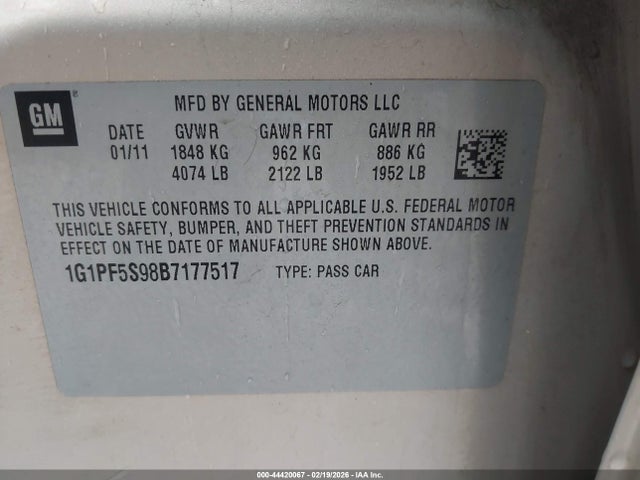 GM
MFD BY GENERAL MOTORS LLC
DATE GVWR GAWR FRT GAWR RR
01/11 1848 KG 962 KG 886 KG
4074 LB 2122 LB 1952 LB
THIS VEHICLE CONFORMS TO ALL APPLICABLE U.S. FEDERAL MOTOR
VEHICLE SAFETY, BUMPER, AND THEFT PREVENTION STANDARDS IN
EFFECT ON THE DATE OF MANUFACTURE SHOWN ABOVE.
1G1PF5S98B7177517 TYPE: PASS CAR
000-44420067 - 02/19/2026 - IAA Inc.